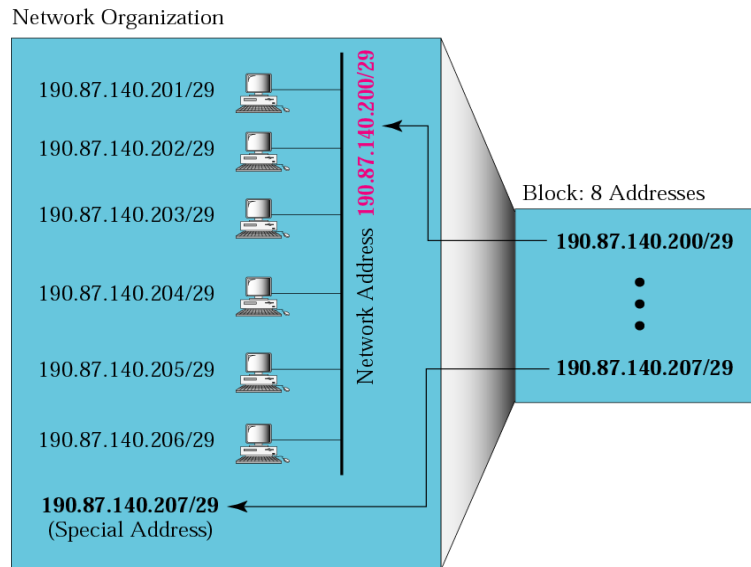 Network Organization
190.87.140.201/29
190.87.140.202/29
190.87.140.203/29
190.87.140.204/29
190.87.140.205/29
190.87.140.206/29
190.87.140.207/29
(Special Address)
Network Address 190.87.140.200/29
Block: 8 Addresses
190.87.140.200/29
190.87.140.207/29